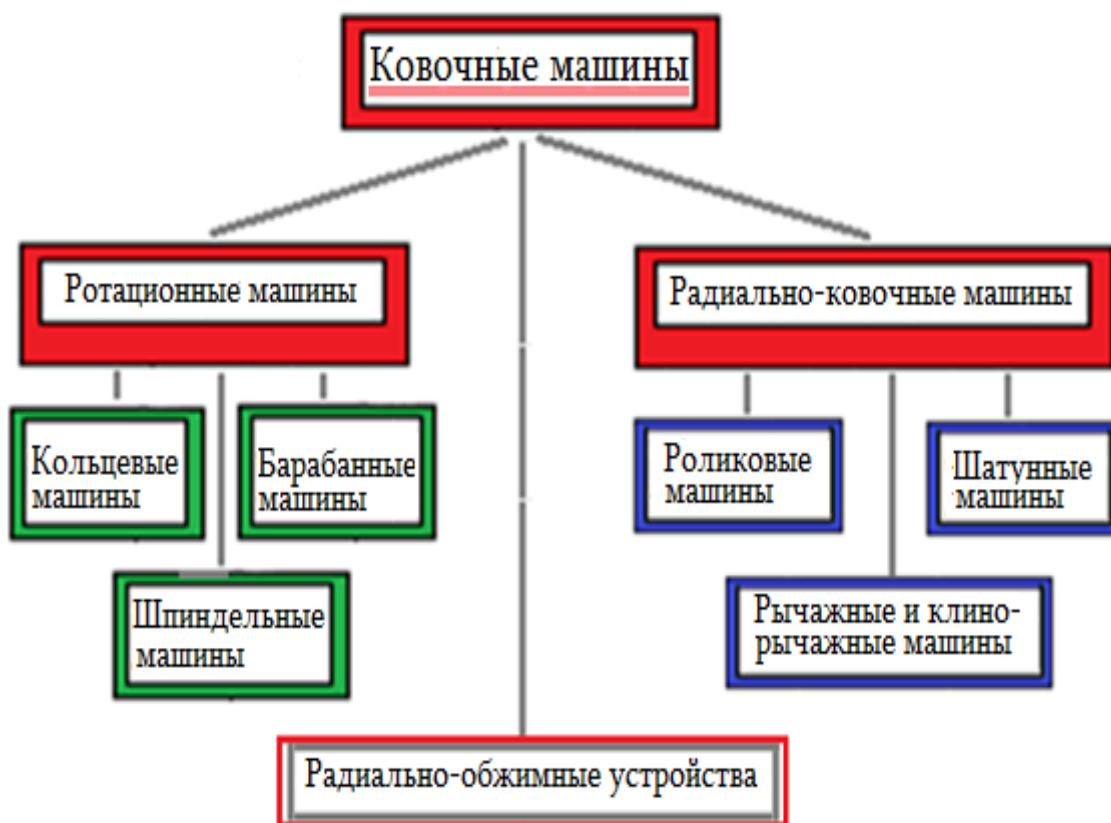 Ковочные машины
Ротационные машины
Радиально-ковочные машины
Кольцевые
машины
Барабанные
машины
Роликовые
машины
Шатунные
машины
Шпиндельные
машины
Рычажные и клино-
рычажные машины
Радиально-обжимные устройства